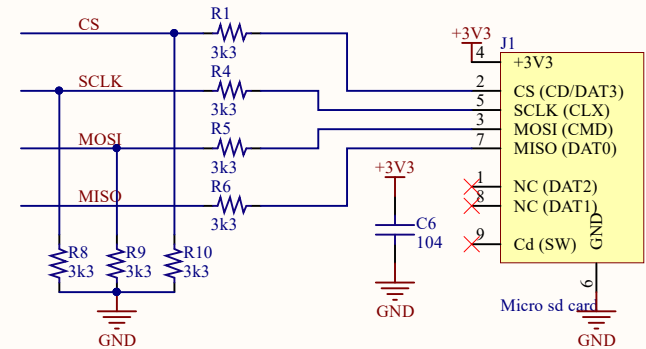 CS
R1
3k3
SCLK
R4
3k3
MOSI
R5
3k3
MISO
R6
3k3
R8
3k3
R9
3k3
R10
3k3
GND
+3V3
C6
104
GND
+3V3
J1
4 +3V3
2 CS (CD/DAT3)
5 SCLK (CLX)
3 MOSI (CMD)
7 MISO (DAT0)
1 NC (DAT2)
8 NC (DAT1)
9 Cd (SW)
GND
6
Micro sd card
GND